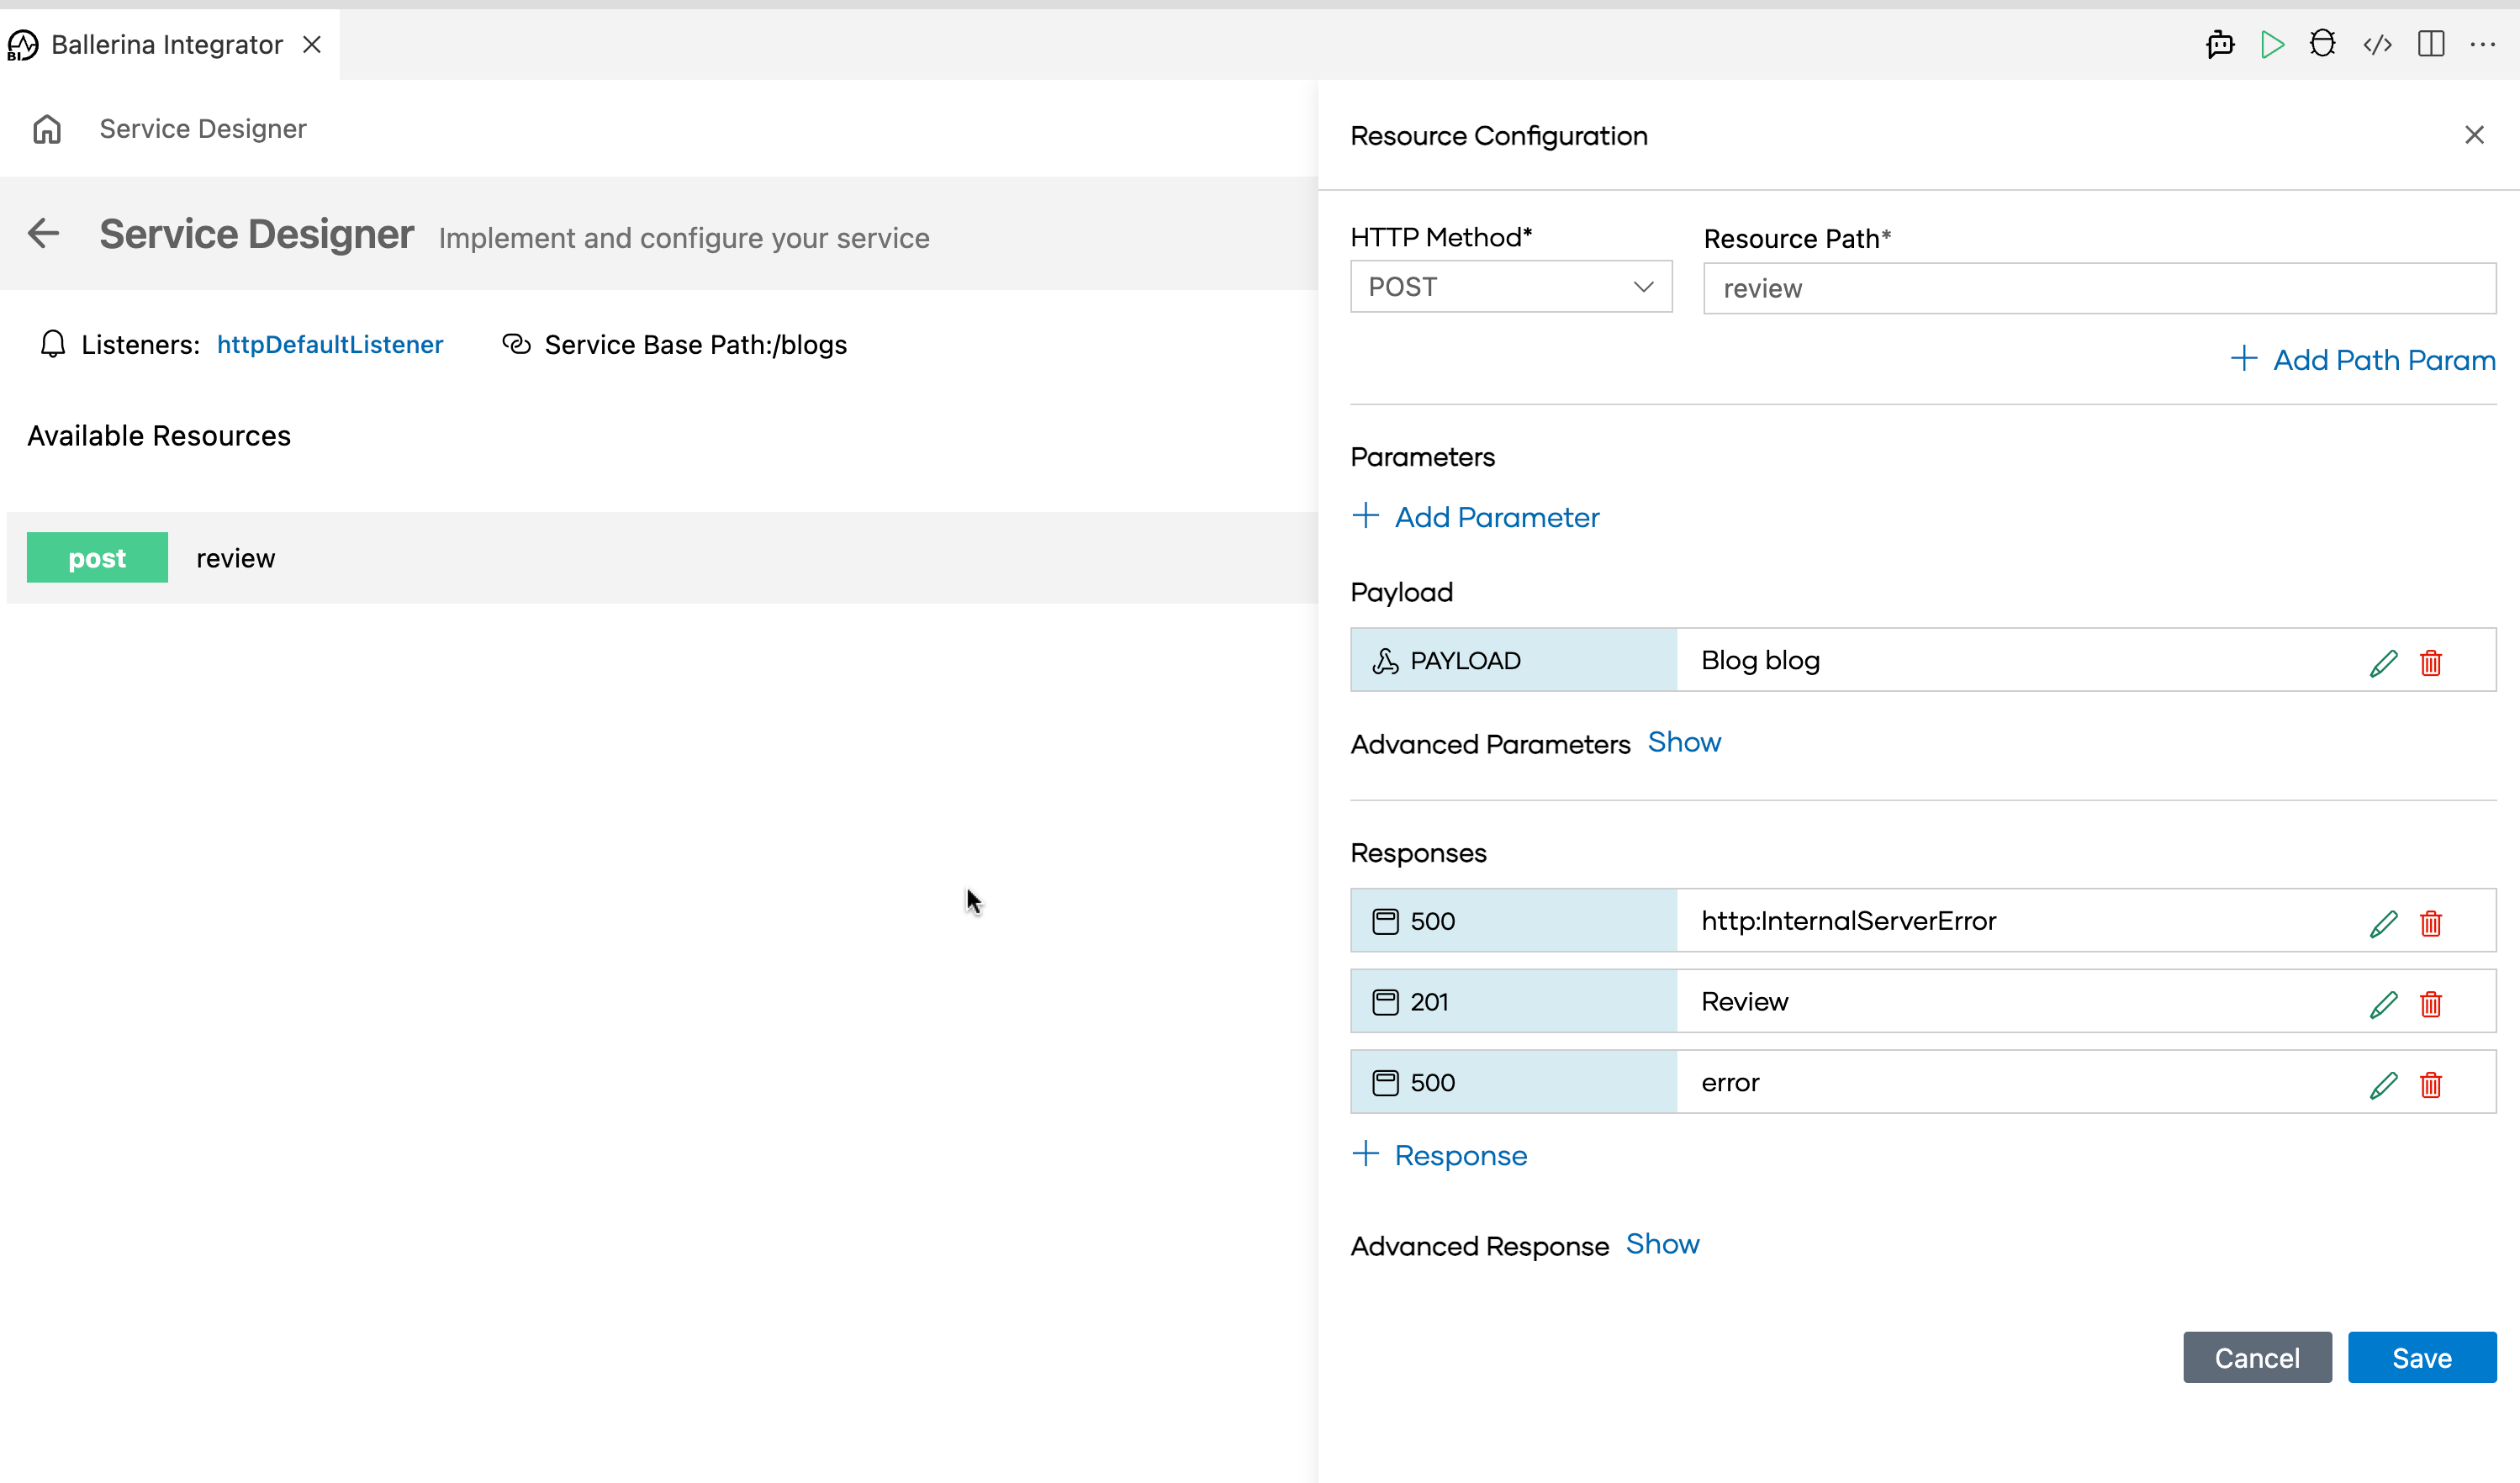 BI Ballerina Integrator
Service Designer
Service Designer Implement and configure your service
Listeners: httpDefaultListener Service Base Path:/blogs
Available Resources
post review
Resource Configuration
HTTP Method* Resource Path*
POST review
Add Path Param
Parameters
Add Parameter
Payload
PAYLOAD Blog blog
Advanced Parameters Show
Responses
500 http:InternalServerError
201 Review
500 error
Response
Advanced Response Show
Cancel Save